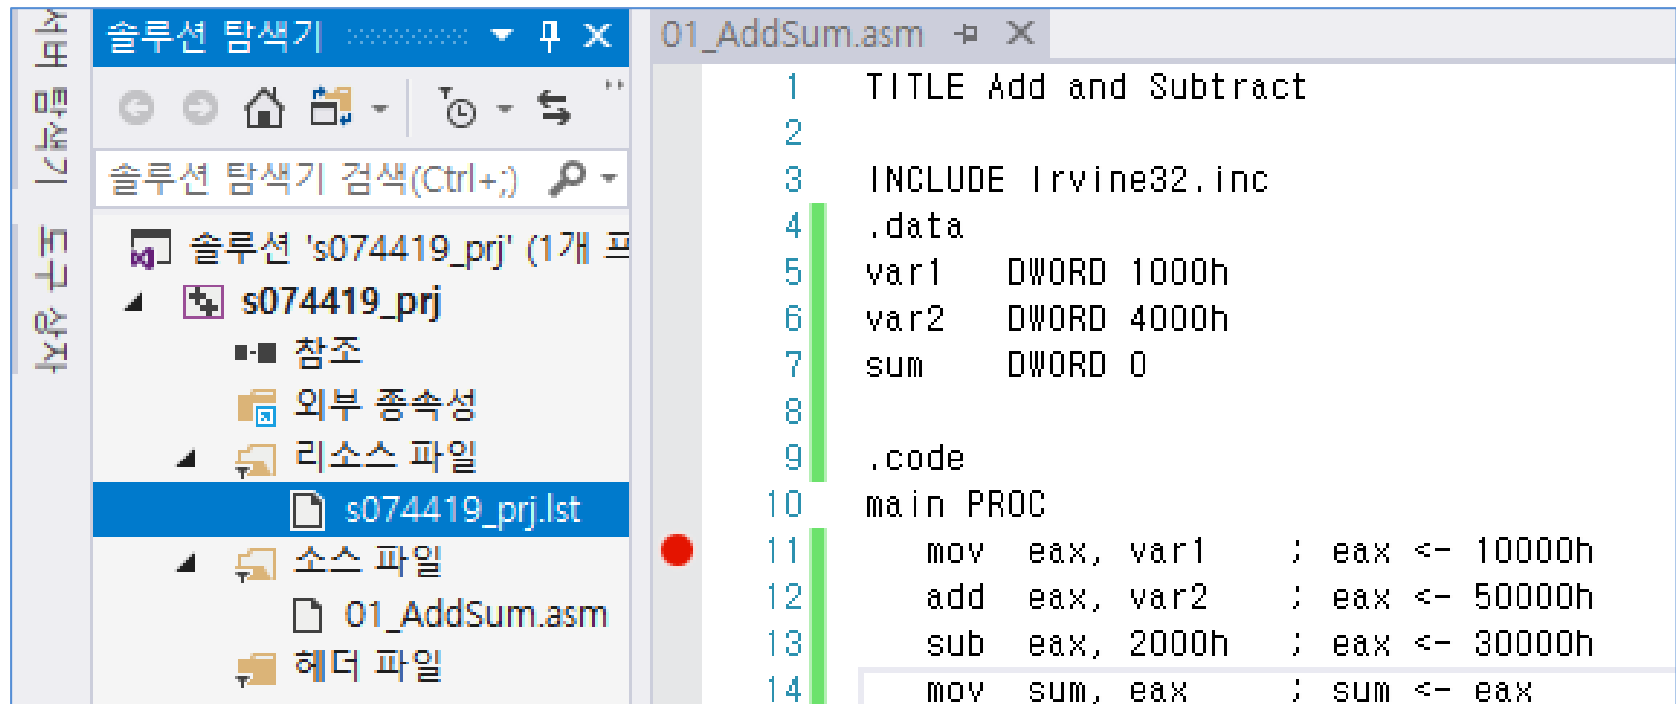 서버 탐색기
도구 상자
솔루션 탐색기
솔루션 탐색기 검색(Ctrl+;)
솔루션 's074419_prj' (1개 프
s074419_prj
참조
외부 종속성
리소스 파일
s074419_prj.lst
소스 파일
01_AddSum.asm
헤더 파일
01_AddSum.asm
1 TITLE Add and Subtract
2
3 INCLUDE Irvine32.inc
4 .data
5 var1 DWORD 1000h
6 var2 DWORD 4000h
7 sum DWORD 0
8
9 .code
10 main PROC
11 mov eax, var1 ; eax <- 10000h
12 add eax, var2 ; eax <- 50000h
13 sub eax, 2000h ; eax <- 30000h
14 mov sum, eax ; sum <- eax